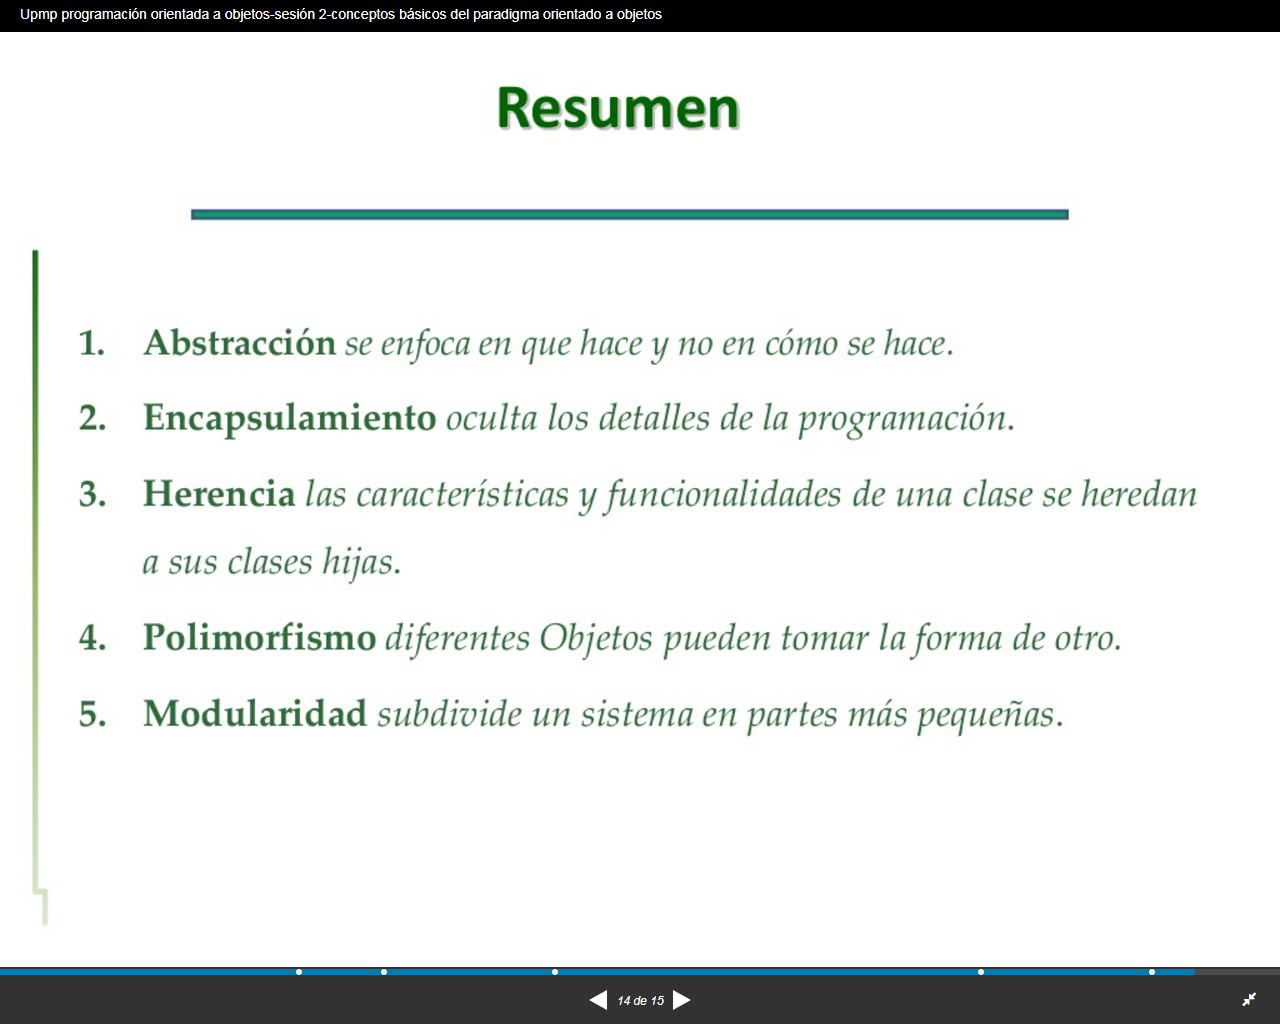 Upmp programación orientada a objetos-sesión 2-conceptos básicos del paradigma orientado a objetos
Resumen
1. Abstracción se enfoca en que hace y no en cómo se hace.
2. Encapsulamiento oculta los detalles de la programación.
3. Herencia las características y funcionalidades de una clase se heredan
a sus clases hijas.
4. Polimorfismo diferentes Objetos pueden tomar la forma de otro.
5. Modularidad subdivide un sistema en partes más pequeñas.
14 de 15